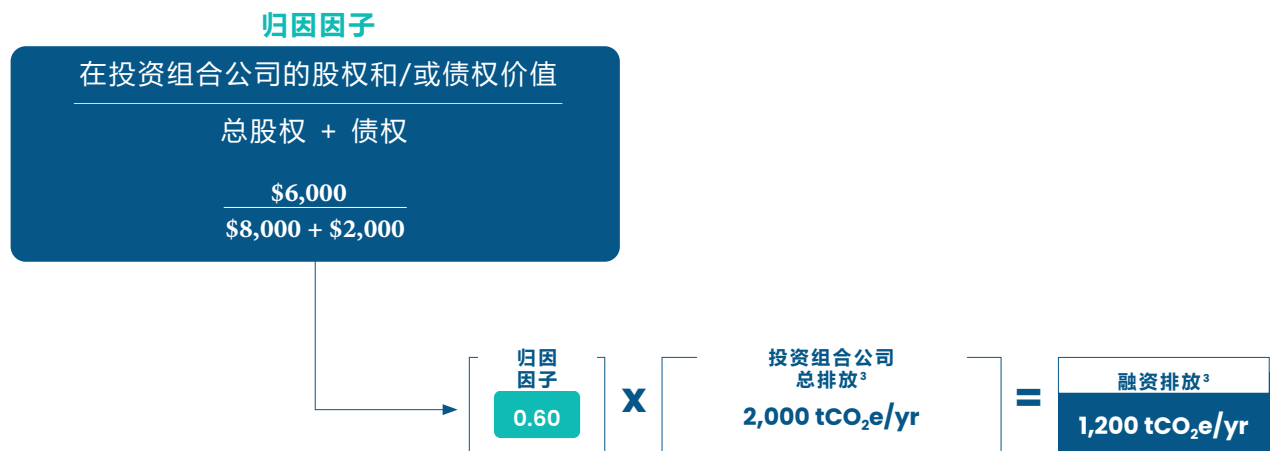 归因因子
在投资组合公司的股权和/或债权价值
总股权 + 债权
$6,000
$8,000 + $2,000
归因
因子
0.60
x
投资组合公司
总排放³
2,000 tCO₂e/yr
=
融资排放³
1,200 tCO₂e/yr